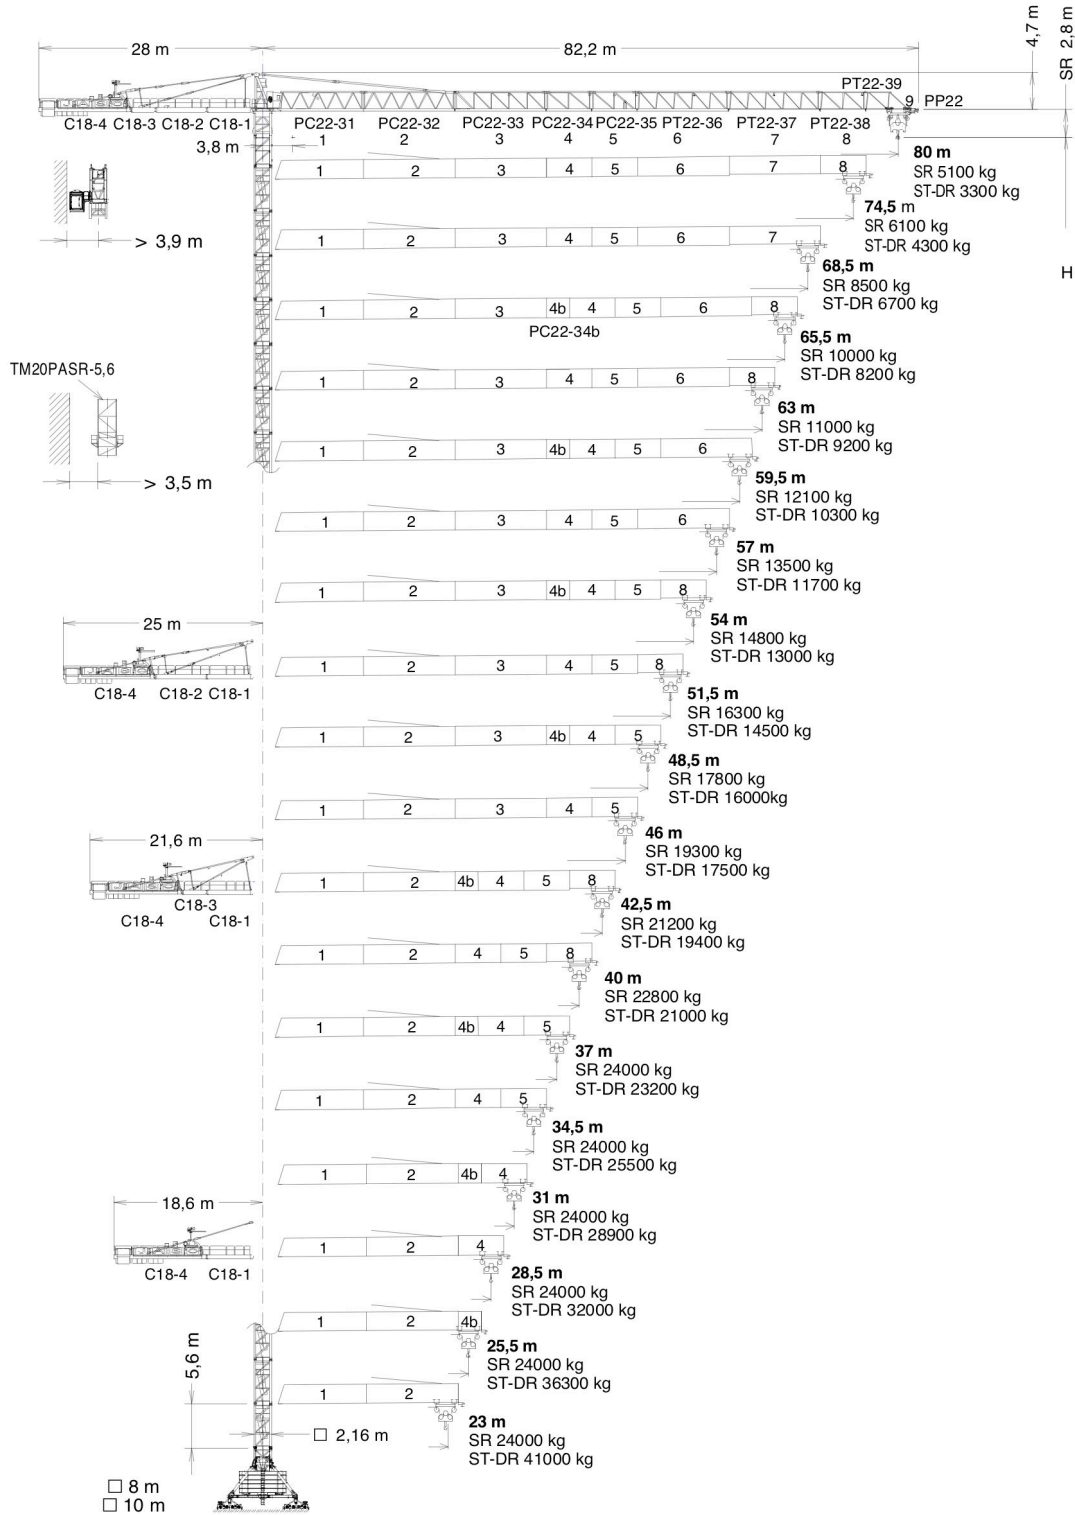 28 m
82,2 m
4,7 m
SR 2,8 m
PT22-39
9 PP22
C18-4 C18-3 C18-2 C18-1
PC22-31 PC22-32 PC22-33 PC22-34 PC22-35 PT22-36 PT22-37 PT22-38
3,8 m
1 2 3 4 5 6 7 8
80 m
SR 5100 kg
ST-DR 3300 kg
1 2 3 4 5 6 7 8
74,5 m
SR 6100 kg
ST-DR 4300 kg
> 3,9 m
1 2 3 4 5 6 7
68,5 m
SR 8500 kg
ST-DR 6700 kg
H
1 2 3 4b 4 5 6 8
PC22-34b
65,5 m
SR 10000 kg
ST-DR 8200 kg
TM20PASR-5,6
1 2 3 4 5 6 8
63 m
SR 11000 kg
ST-DR 9200 kg
1 2 3 4b 4 5 6
> 3,5 m
59,5 m
SR 12100 kg
ST-DR 10300 kg
1 2 3 4 5 6
57 m
SR 13500 kg
ST-DR 11700 kg
1 2 3 4b 4 5 8
54 m
SR 14800 kg
ST-DR 13000 kg
25 m
C18-4 C18-2 C18-1
1 2 3 4 5 8
51,5 m
SR 16300 kg
ST-DR 14500 kg
1 2 3 4b 4 5
48,5 m
SR 17800 kg
ST-DR 16000kg
1 2 3 4 5
46 m
SR 19300 kg
ST-DR 17500 kg
21,6 m
C18-3
C18-4 C18-1
1 2 4b 4 5 8
42,5 m
SR 21200 kg
ST-DR 19400 kg
1 2 4 5 8
40 m
SR 22800 kg
ST-DR 21000 kg
1 2 4b 4 5
37 m
SR 24000 kg
ST-DR 23200 kg
1 2 4 5
34,5 m
SR 24000 kg
ST-DR 25500 kg
1 2 4b 4
31 m
SR 24000 kg
ST-DR 28900 kg
18,6 m
C18-4 C18-1
1 2 4
28,5 m
SR 24000 kg
ST-DR 32000 kg
1 2 4b
25,5 m
SR 24000 kg
ST-DR 36300 kg
5,6 m
1 2
23 m
SR 24000 kg
ST-DR 41000 kg
□ 2,16 m
□ 8 m
□ 10 m